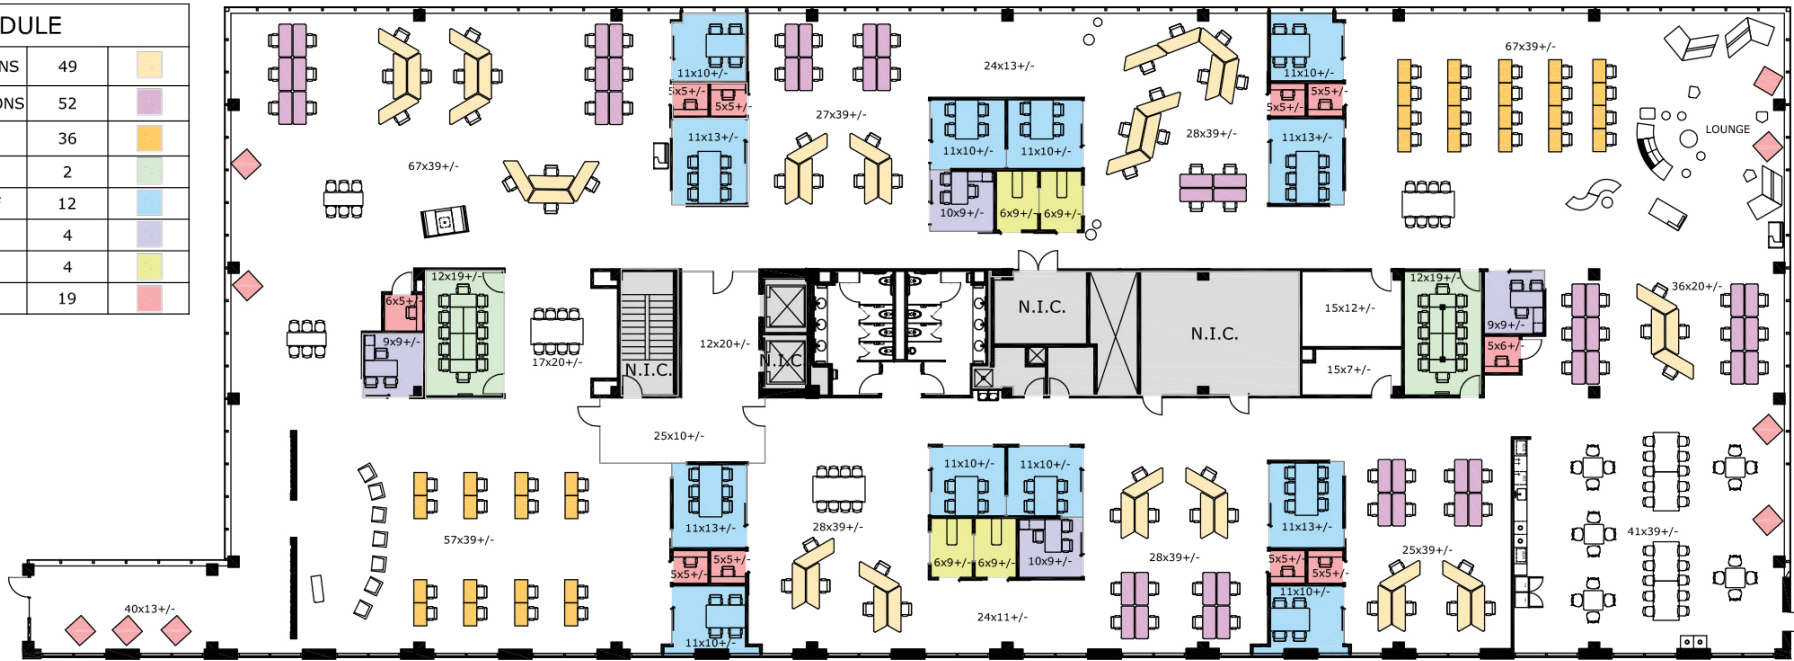 DULE
NS 49
ONS 52
36
2
12
4
4
19
11x10+/-
5x5+/-
5x5+/-
11x13+/-
67x39+/-
27x39+/-
24x13+/-
11x10+/-
11x10+/-
10x9+/-
6x9+/-
6x9+/-
28x39+/-
11x10+/-
5x5+/-
5x5+/-
11x13+/-
67x39+/-
LOUNGE
6x5+/-
12x19+/-
9x9+/-
17x20+/-
N.I.C.
12x20+/-
N.I.C
N.I.C.
N.I.C.
15x12+/-
15x7+/-
12x19+/-
9x9+/-
5x6+/-
36x20+/-
25x10+/-
57x39+/-
40x13+/-
11x13+/-
5x5+/-
5x5+/-
11x10+/-
28x39+/-
11x10+/-
11x10+/-
6x9+/-
6x9+/-
10x9+/-
24x11+/-
28x39+/-
11x13+/-
5x5+/-
5x5+/-
11x10+/-
25x39+/-
41x39+/-